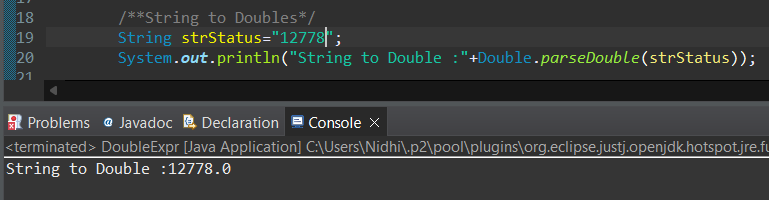 18 /**String to Doubles*/
19 String strStatus="12778";
20 System.out.println("String to Double :"+Double.parseDouble(strStatus));
21
Problems @ Javadoc Declaration Console
<terminated> DoubleExpr [Java Application] C:\Users\Nidhi\.p2\pool\plugins\org.eclipse.justj.openjdk.hotspot.jre.fu
String to Double :12778.0